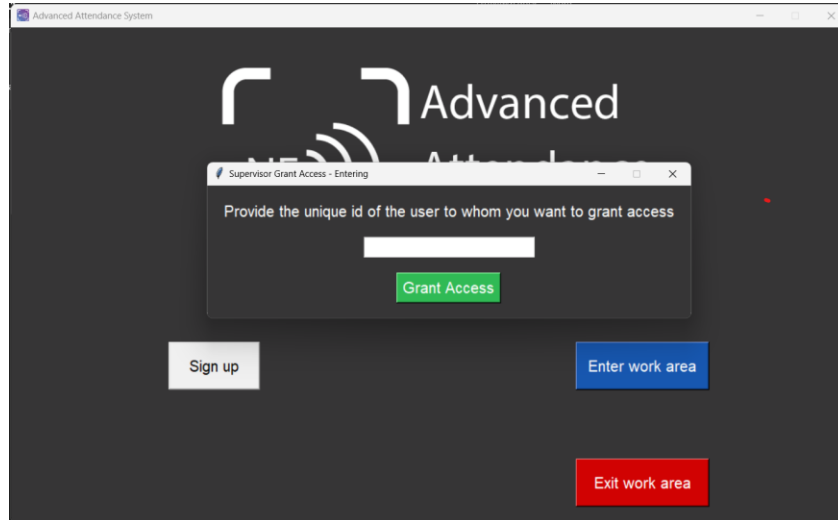 Advanced Attendance System
Advanced
Supervisor Grant Access - Entering
Provide the unique id of the user to whom you want to grant access
Grant Access
Sign up
Enter work area
Exit work area